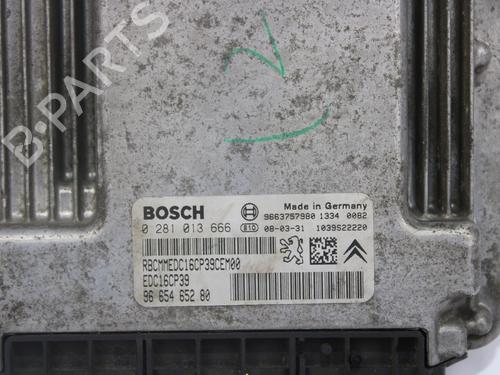 B-PARTS
BOSCH
Made in Germany
9663757980 1334 0082
0 281 013 666 E10 08-03-31 1039S22220
RBCMMEDC16CP39CEM00
EDC16CP39
96 654 652 80